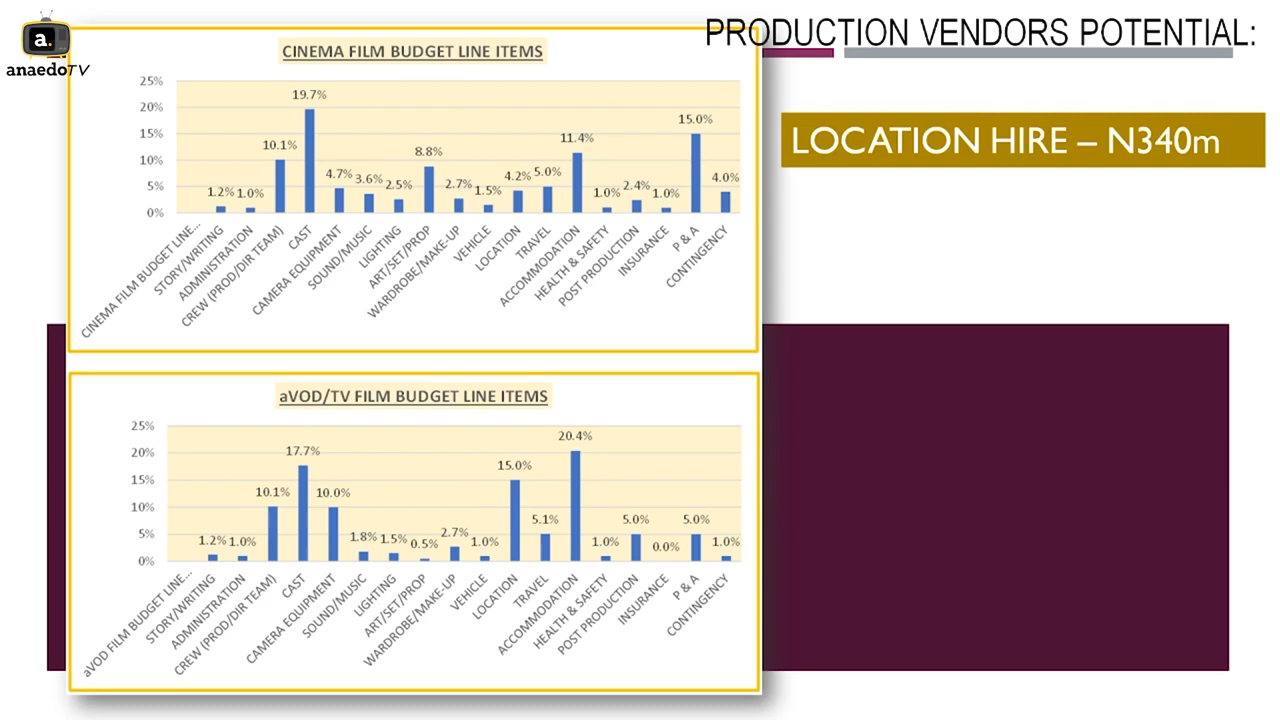 PRODUCTION VENDORS POTENTIAL:
a.
anaedoTV
CINEMA FILM BUDGET LINE ITEMS
25%
20%
15%
10%
5%
0%
1.2%
1.0%
10.1%
19.7%
4.7%
3.6%
2.5%
8.8%
2.7%
1.5%
4.2%
5.0%
11.4%
1.0%
2.4%
1.0%
15.0%
4.0%
CINEMA FILM BUDGET LINE...
STORY/WRITING
ADMINISTRATION
CREW (PROD/DIR TEAM)
CAST
CAMERA EQUIPMENT
SOUND/MUSIC
LIGHTING
ART/SET/PROP
WARDROBE/MAKE-UP
VEHICLE
LOCATION
TRAVEL
ACCOMMODATION
HEALTH & SAFETY
POST PRODUCTION
INSURANCE
P & A
CONTINGENCY
LOCATION HIRE – N340m
aVOD/TV FILM BUDGET LINE ITEMS
25%
20%
15%
10%
5%
0%
1.2%
1.0%
10.1%
17.7%
10.0%
1.8%
1.5%
0.5%
2.7%
1.0%
15.0%
5.1%
20.4%
1.0%
5.0%
0.0%
5.0%
1.0%
aVOD FILM BUDGET LINE...
STORY/WRITING
ADMINISTRATION
CREW (PROD/DIR TEAM)
CAST
CAMERA EQUIPMENT
SOUND/MUSIC
LIGHTING
ART/SET/PROP
WARDROBE/MAKE-UP
VEHICLE
LOCATION
TRAVEL
ACCOMMODATION
HEALTH & SAFETY
POST PRODUCTION
INSURANCE
P & A
CONTINGENCY